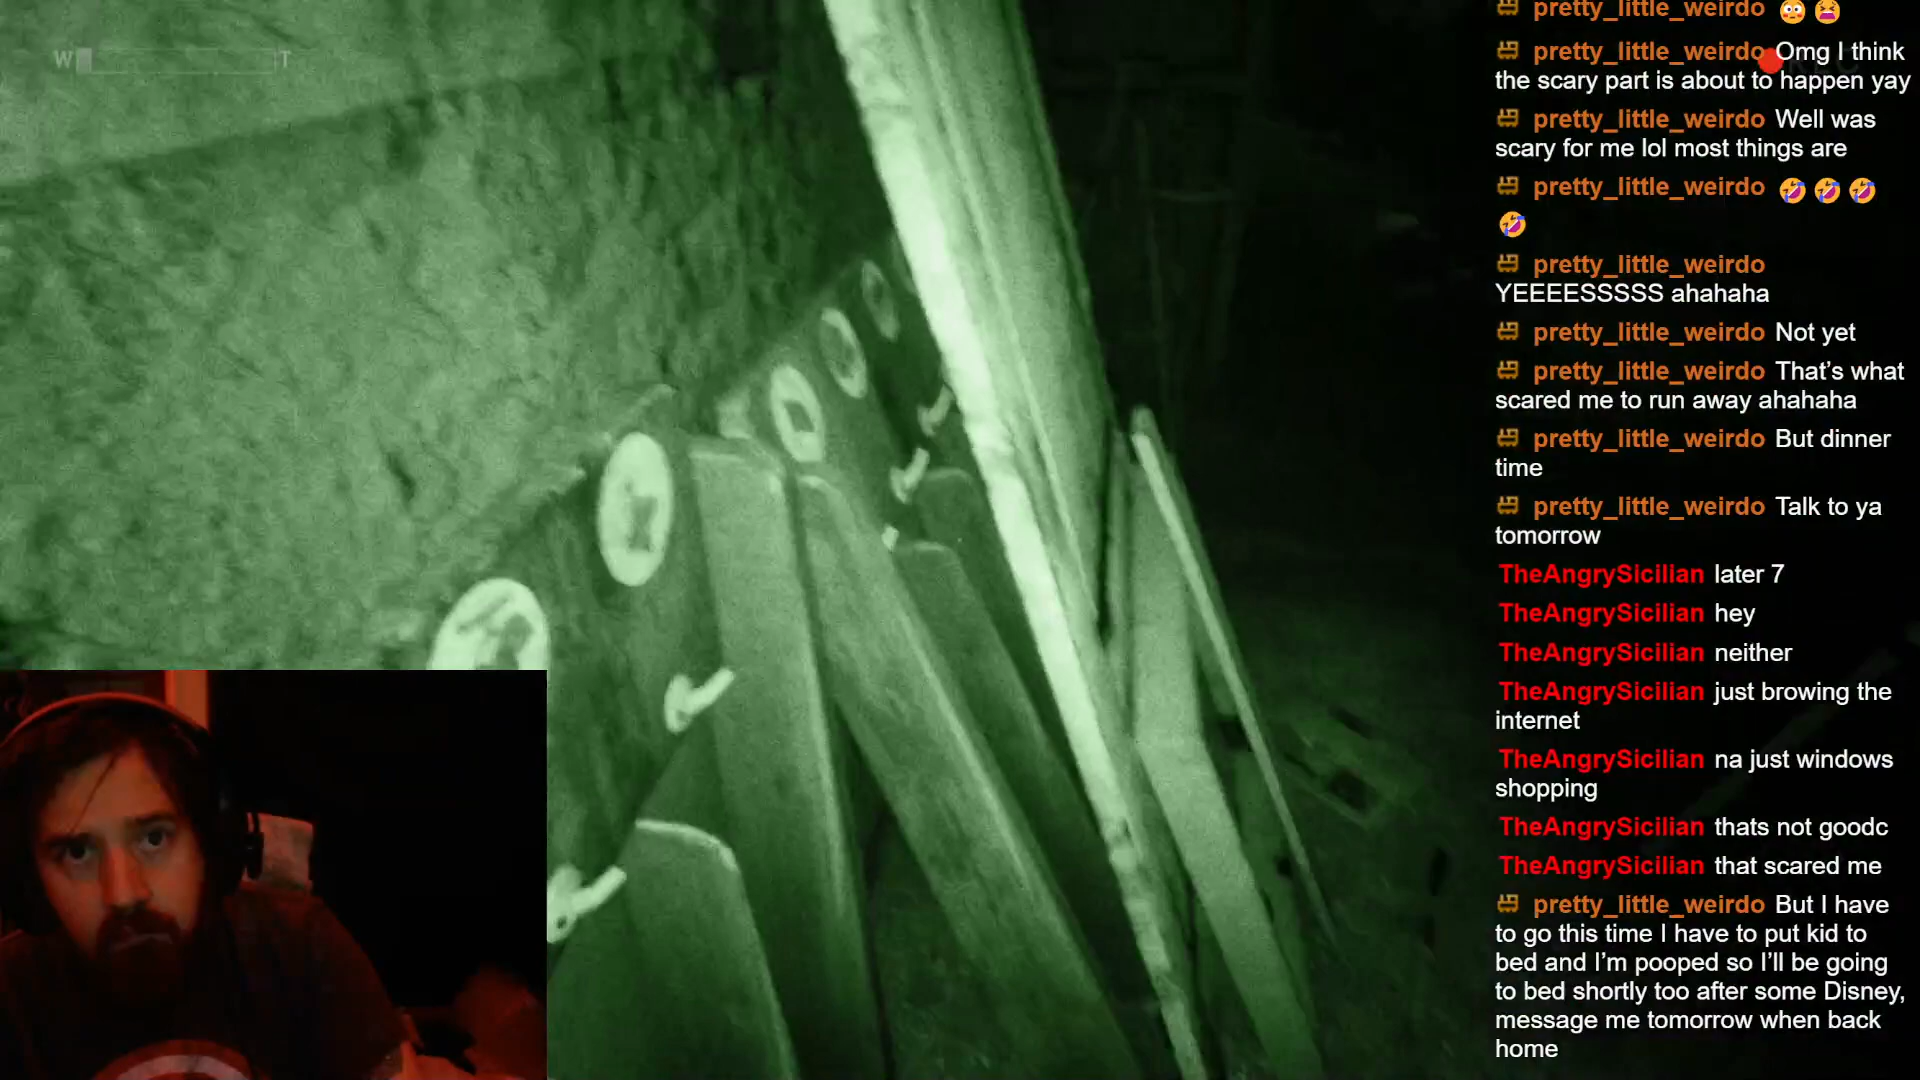 W T
pretty_little_weirdo 😳 😫
pretty_little_weirdo Omg I think
the scary part is about to happen yay
pretty_little_weirdo Well was
scary for me lol most things are
pretty_little_weirdo 🤣 🤣 🤣
🤣
pretty_little_weirdo
YEEEESSSSS ahahaha
pretty_little_weirdo Not yet
pretty_little_weirdo That’s what
scared me to run away ahahaha
pretty_little_weirdo But dinner
time
pretty_little_weirdo Talk to ya
tomorrow
TheAngrySicilian later 7
TheAngrySicilian hey
TheAngrySicilian neither
TheAngrySicilian just browing the
internet
TheAngrySicilian na just windows
shopping
TheAngrySicilian thats not goodc
TheAngrySicilian that scared me
pretty_little_weirdo But I have
to go this time I have to put kid to
bed and I’m pooped so I’ll be going
to bed shortly too after some Disney,
message me tomorrow when back
home